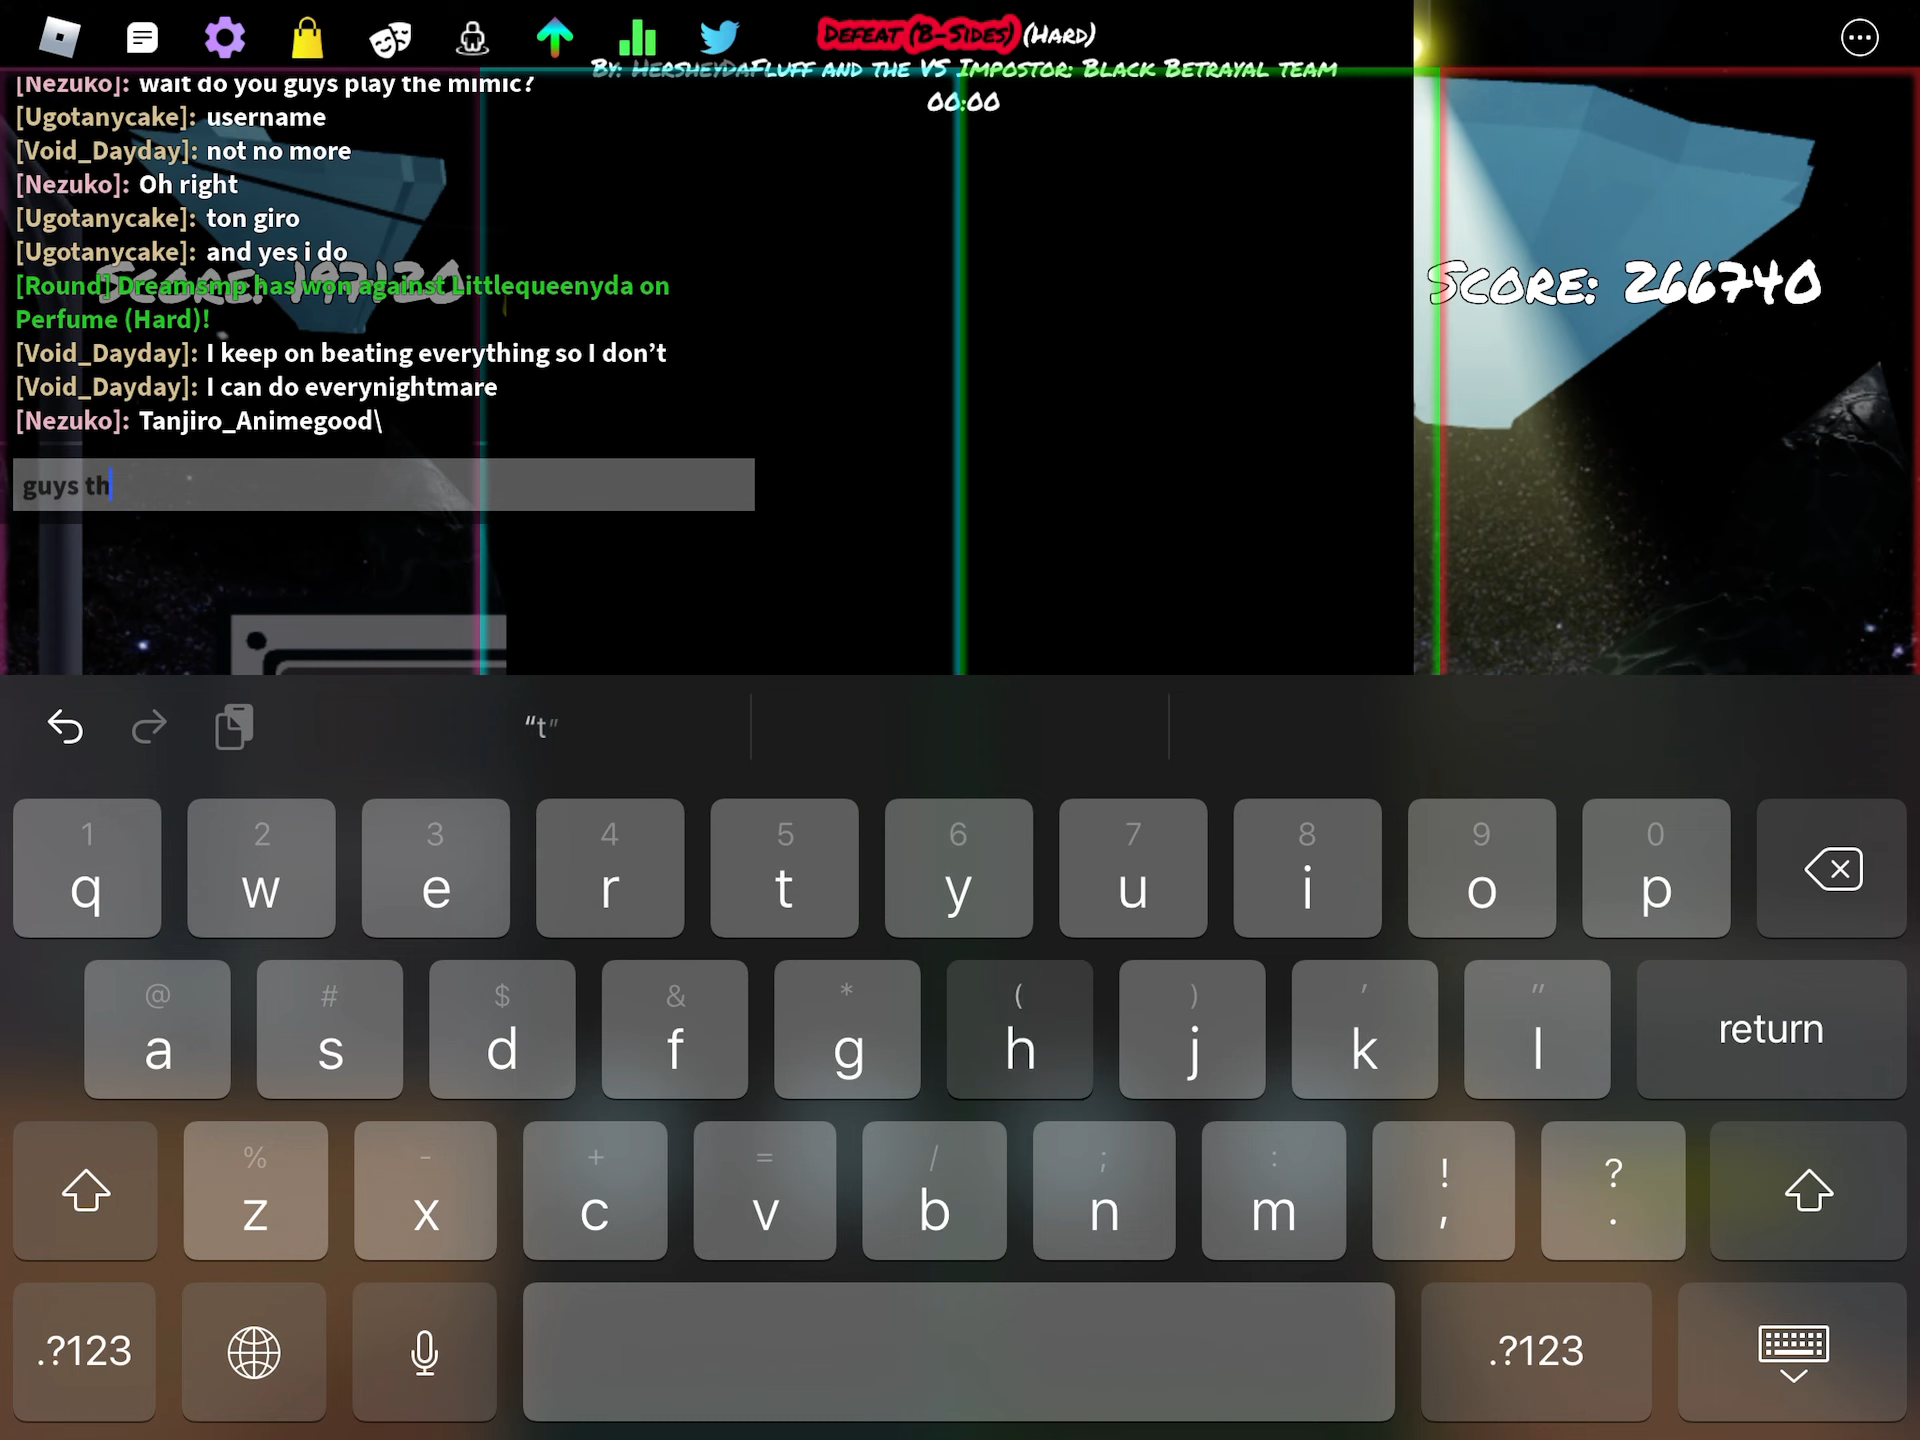 DEFEAT (B-SIDES) (HARD)
BY: HERSHEYDAFLUFF AND THE VS IMPOSTOR: BLACK BETRAYAL TEAM
00:00
[Nezuko]: wait do you guys play the mimic?
[Ugotanycake]: username
[Void_Dayday]: not no more
[Nezuko]: Oh right
[Ugotanycake]: ton giro
[Ugotanycake]: and yes i do
SCORE: 197120
[Round] Dreamsmp has won against Littlequeenyda on
Perfume (Hard)!
[Void_Dayday]: I keep on beating everything so I don’t
[Void_Dayday]: I can do everynightmare
[Nezuko]: Tanjiro_Animegood\
guys th
SCORE: 266740
“t”
1 2 3 4 5 6 7 8 9 0
q w e r t y u i o p
@ # $ & * ( ) ' "
a s d f g h j k l return
% - + = / ; : ! ?
z x c v b n m , .
.?123 .?123